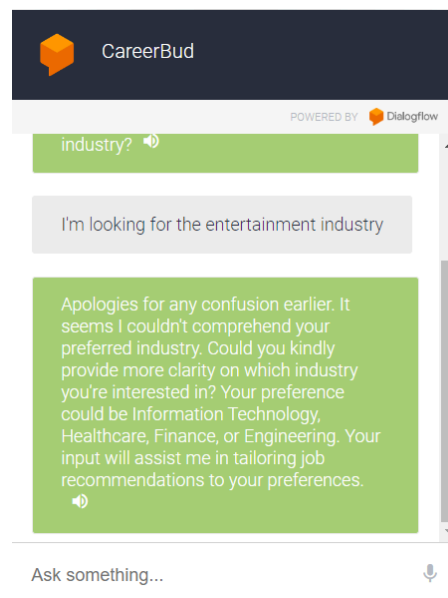 CareerBud
POWERED BY Dialogflow
industry?
I'm looking for the entertainment industry
Apologies for any confusion earlier. It
seems I couldn't comprehend your
preferred industry. Could you kindly
provide more clarity on which industry
you're interested in? Your preference
could be Information Technology,
Healthcare, Finance, or Engineering. Your
input will assist me in tailoring job
recommendations to your preferences.
Ask something...